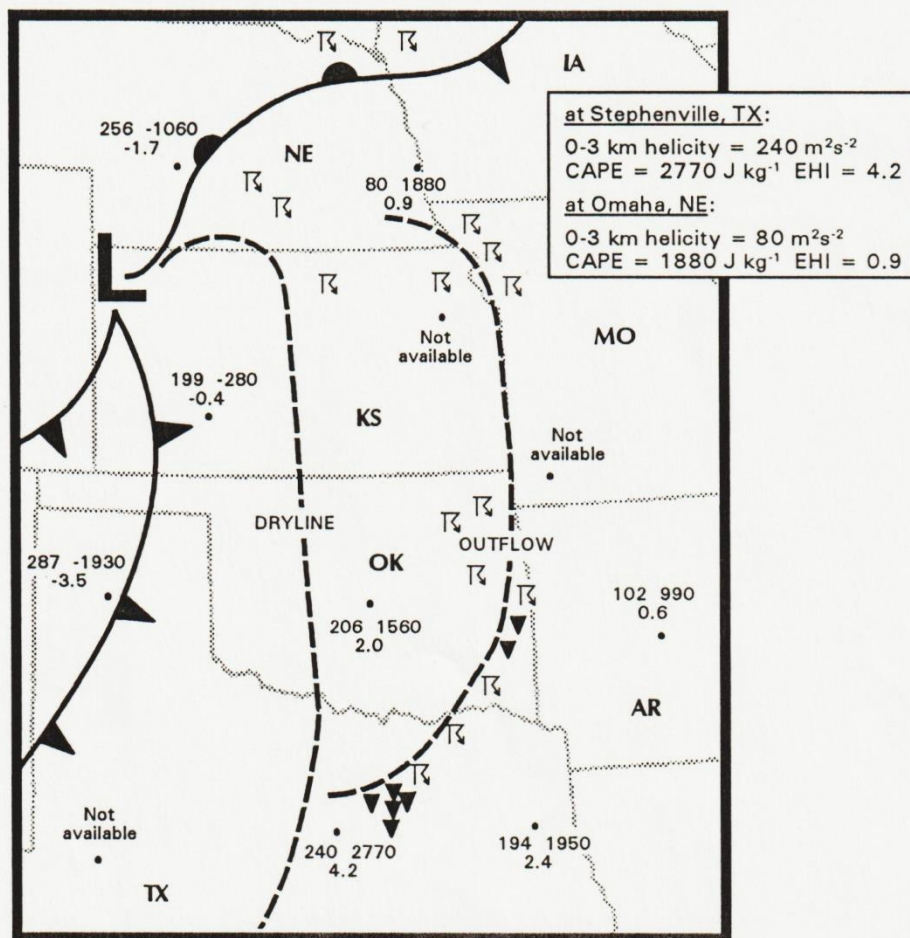 IA
256 -1060
-1.7
NE
80 1880
0.9
at Stephenville, TX:
0-3 km helicity = 240 m²s⁻²
CAPE = 2770 J kg⁻¹ EHI = 4.2
at Omaha, NE:
0-3 km helicity = 80 m²s⁻²
CAPE = 1880 J kg⁻¹ EHI = 0.9
L
Not
available
MO
199 -280
-0.4
KS
Not
available
DRYLINE
OUTFLOW
OK
287 -1930
-3.5
206 1560
2.0
102 990
0.6
AR
Not
available
240 2770
4.2
194 1950
2.4
TX